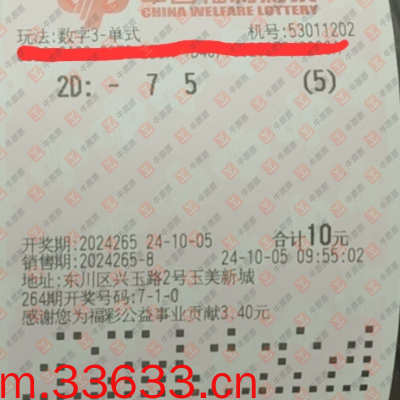 CHINA WELFARE LOTTERY
玩法:数字3-单式 机号:53011202
2D: - 7 5 (5)
开奖期:2024265 24-10-05 合计10元
销售期:2024265-8 24-10-05 09:55:02
地址:东川区兴玉路2号玉美新城
264期开奖号码:7-1-0
感谢您为福彩公益事业贡献3.40元
m.33633.cn